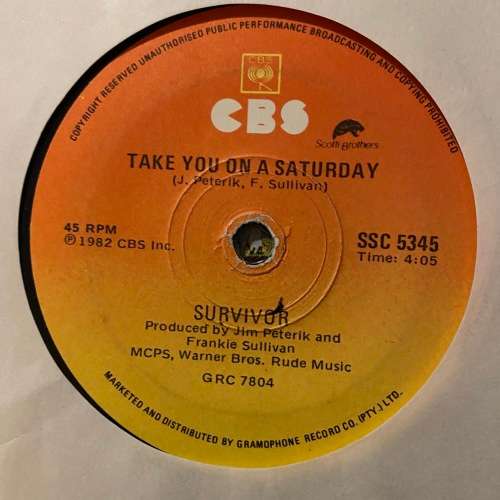 COPYRIGHT RESERVED UNAUTHORISED PUBLIC PERFORMANCE BROADCASTING AND COPYING PROHIBITED
CBS
CBS
Scotti Brothers
TAKE YOU ON A SATURDAY
(J. Peterik, F. Sullivan)
45 RPM
SSC 5345
℗ 1982 CBS Inc.
Time: 4:05
SURVIVOR
Produced by Jim Peterik and
Frankie Sullivan
MCPS, Warner Bros. Rude Music
GRC 7804
MARKETED AND DISTRIBUTED BY GRAMOPHONE RECORD CO. (PTY.) LTD.